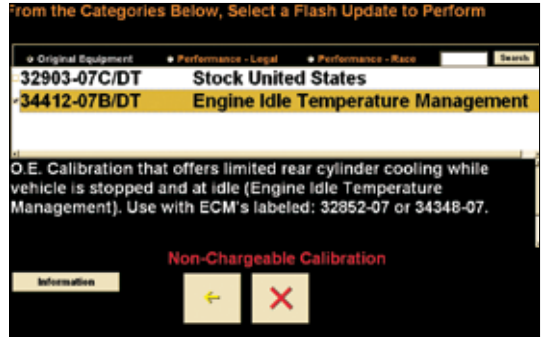 From the Categories Below, Select a Flash Update to Perform
Original Equipment Performance - Legal Performance - Race Search
32903-07C/DT Stock United States
34412-07B/DT Engine Idle Temperature Management
O.E. Calibration that offers limited rear cylinder cooling while
vehicle is stopped and at idle (Engine Idle Temperature
Management). Use with ECM's labeled: 32852-07 or 34348-07.
Non-Chargeable Calibration
Information